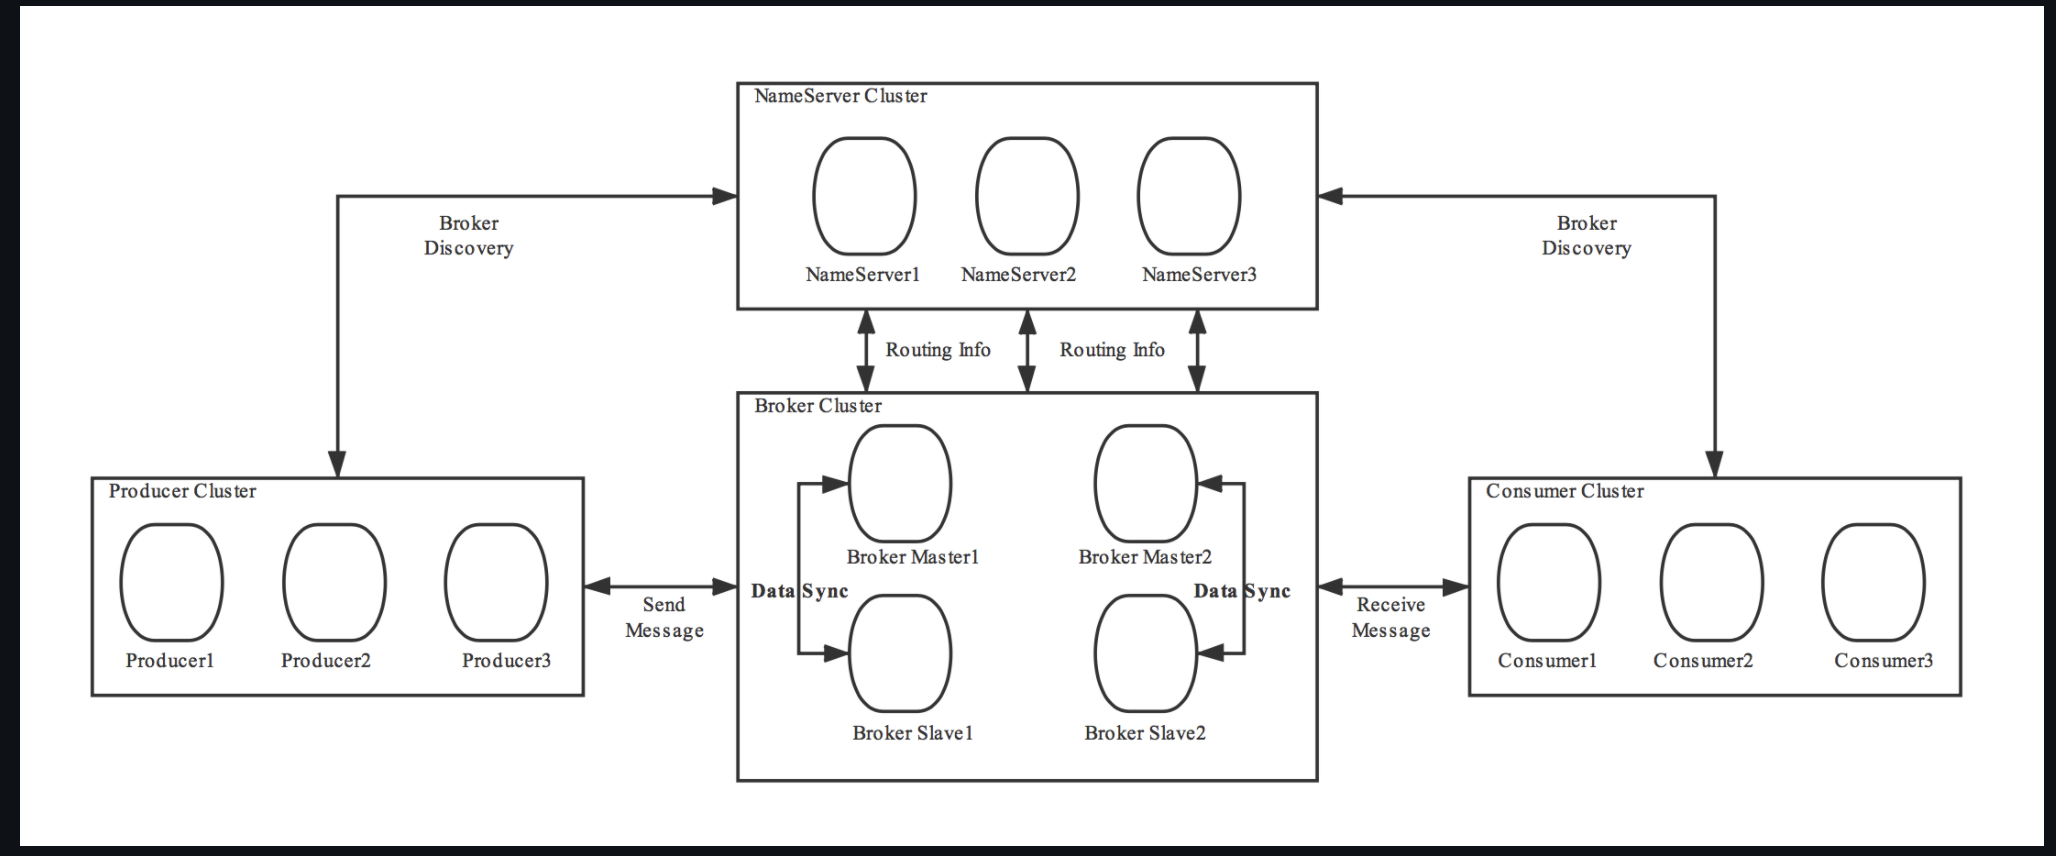 NameServer Cluster
NameServer1
NameServer2
NameServer3
Broker
Discovery
Broker
Discovery
Routing Info
Routing Info
Producer Cluster
Producer1
Producer2
Producer3
Send
Message
Broker Cluster
Broker Master1
Broker Master2
Data Sync
Data Sync
Broker Slave1
Broker Slave2
Receive
Message
Consumer Cluster
Consumer1
Consumer2
Consumer3